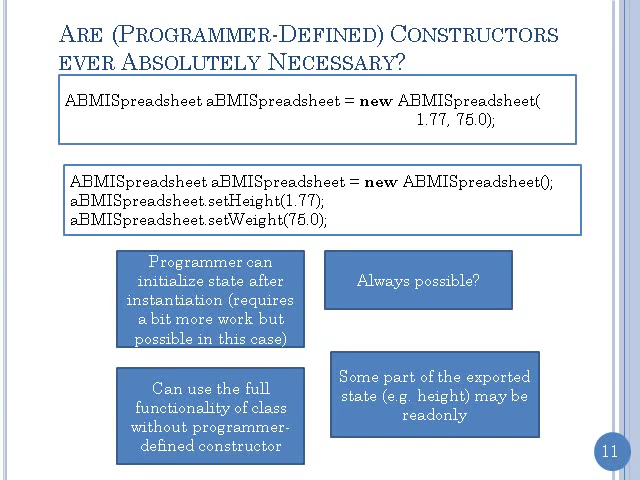 ARE (PROGRAMMER-DEFINED) CONSTRUCTORS
EVER ABSOLUTELY NECESSARY?
ABMISpreadsheet aBMISpreadsheet = new ABMISpreadsheet(
1.77, 75.0);
ABMISpreadsheet aBMISpreadsheet = new ABMISpreadsheet();
aBMISpreadsheet.setHeight(1.77);
aBMISpreadsheet.setWeight(75.0);
Programmer can
initialize state after
instantiation (requires
a bit more work but
possible in this case)
Always possible?
Can use the full
functionality of class
without programmer-
defined constructor
Some part of the exported
state (e.g. height) may be
readonly
11